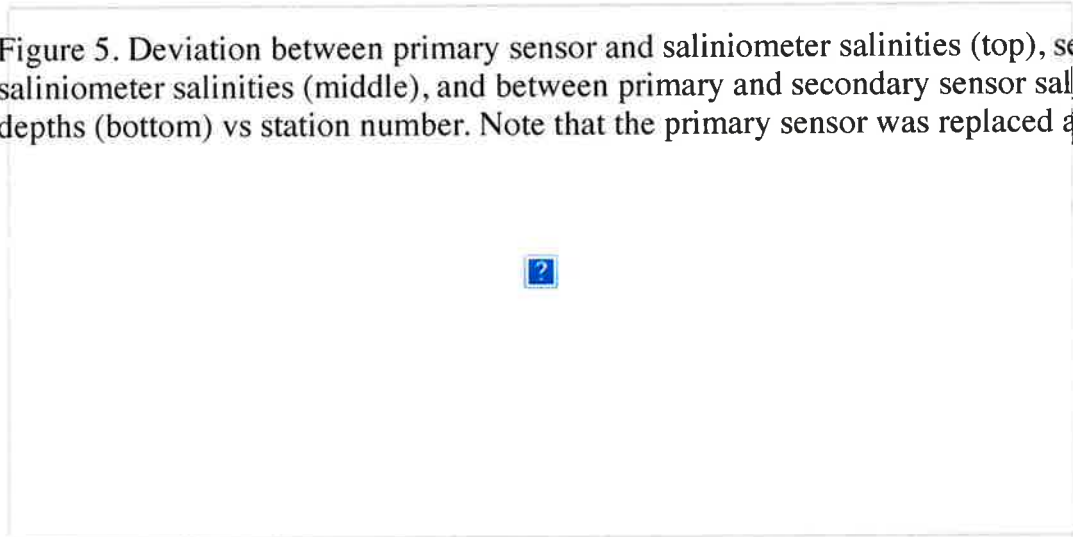 Figure 5. Deviation between primary sensor and saliniometer salinities (top),
saliniometer salinities (middle), and between primary and secondary sensor
depths (bottom) vs station number. Note that the primary sensor was replaced
?